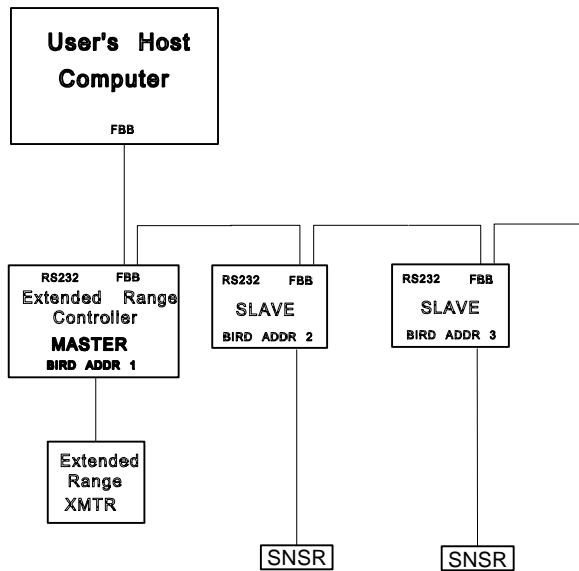 User's Host
Computer
FBB
RS232 FBB
Extended Range
Controller
MASTER
BIRD ADDR 1
RS232 FBB
SLAVE
BIRD ADDR 2
RS232 FBB
SLAVE
BIRD ADDR 3
Extended
Range
XMTR
SNSR
SNSR